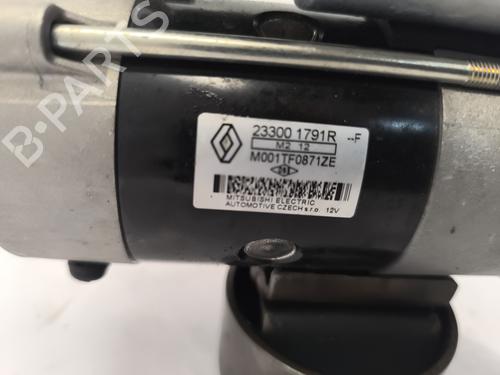 23300 1791R --F
M2 12
M001TF0871ZE
MITSUBISHI ELECTRIC
AUTOMOTIVE CZECH s.r.o. 12V
B-PARTS